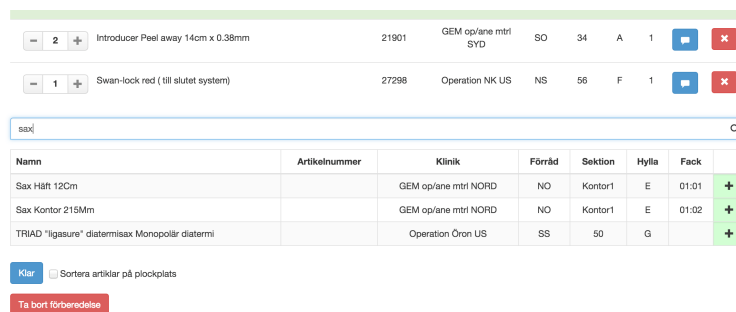 2 Introducer Peel away 14cm x 0.38mm 21901 GEM op/ane mtrl SYD SO 34 A 1
1 Swan-lock red ( till slutet system) 27298 Operation NK US NS 56 F 1
sax
Namn Artikelnummer Klinik Förråd Sektion Hylla Fack
Sax Häft 12Cm GEM op/ane mtrl NORD NO Kontor1 E 01:01
Sax Kontor 215Mm GEM op/ane mtrl NORD NO Kontor1 E 01:02
TRIAD "ligasure" diatermisax Monopolär diatermi Operation Öron US SS 50 G
Klar Sortera artiklar på plockplats
Ta bort förberedelse